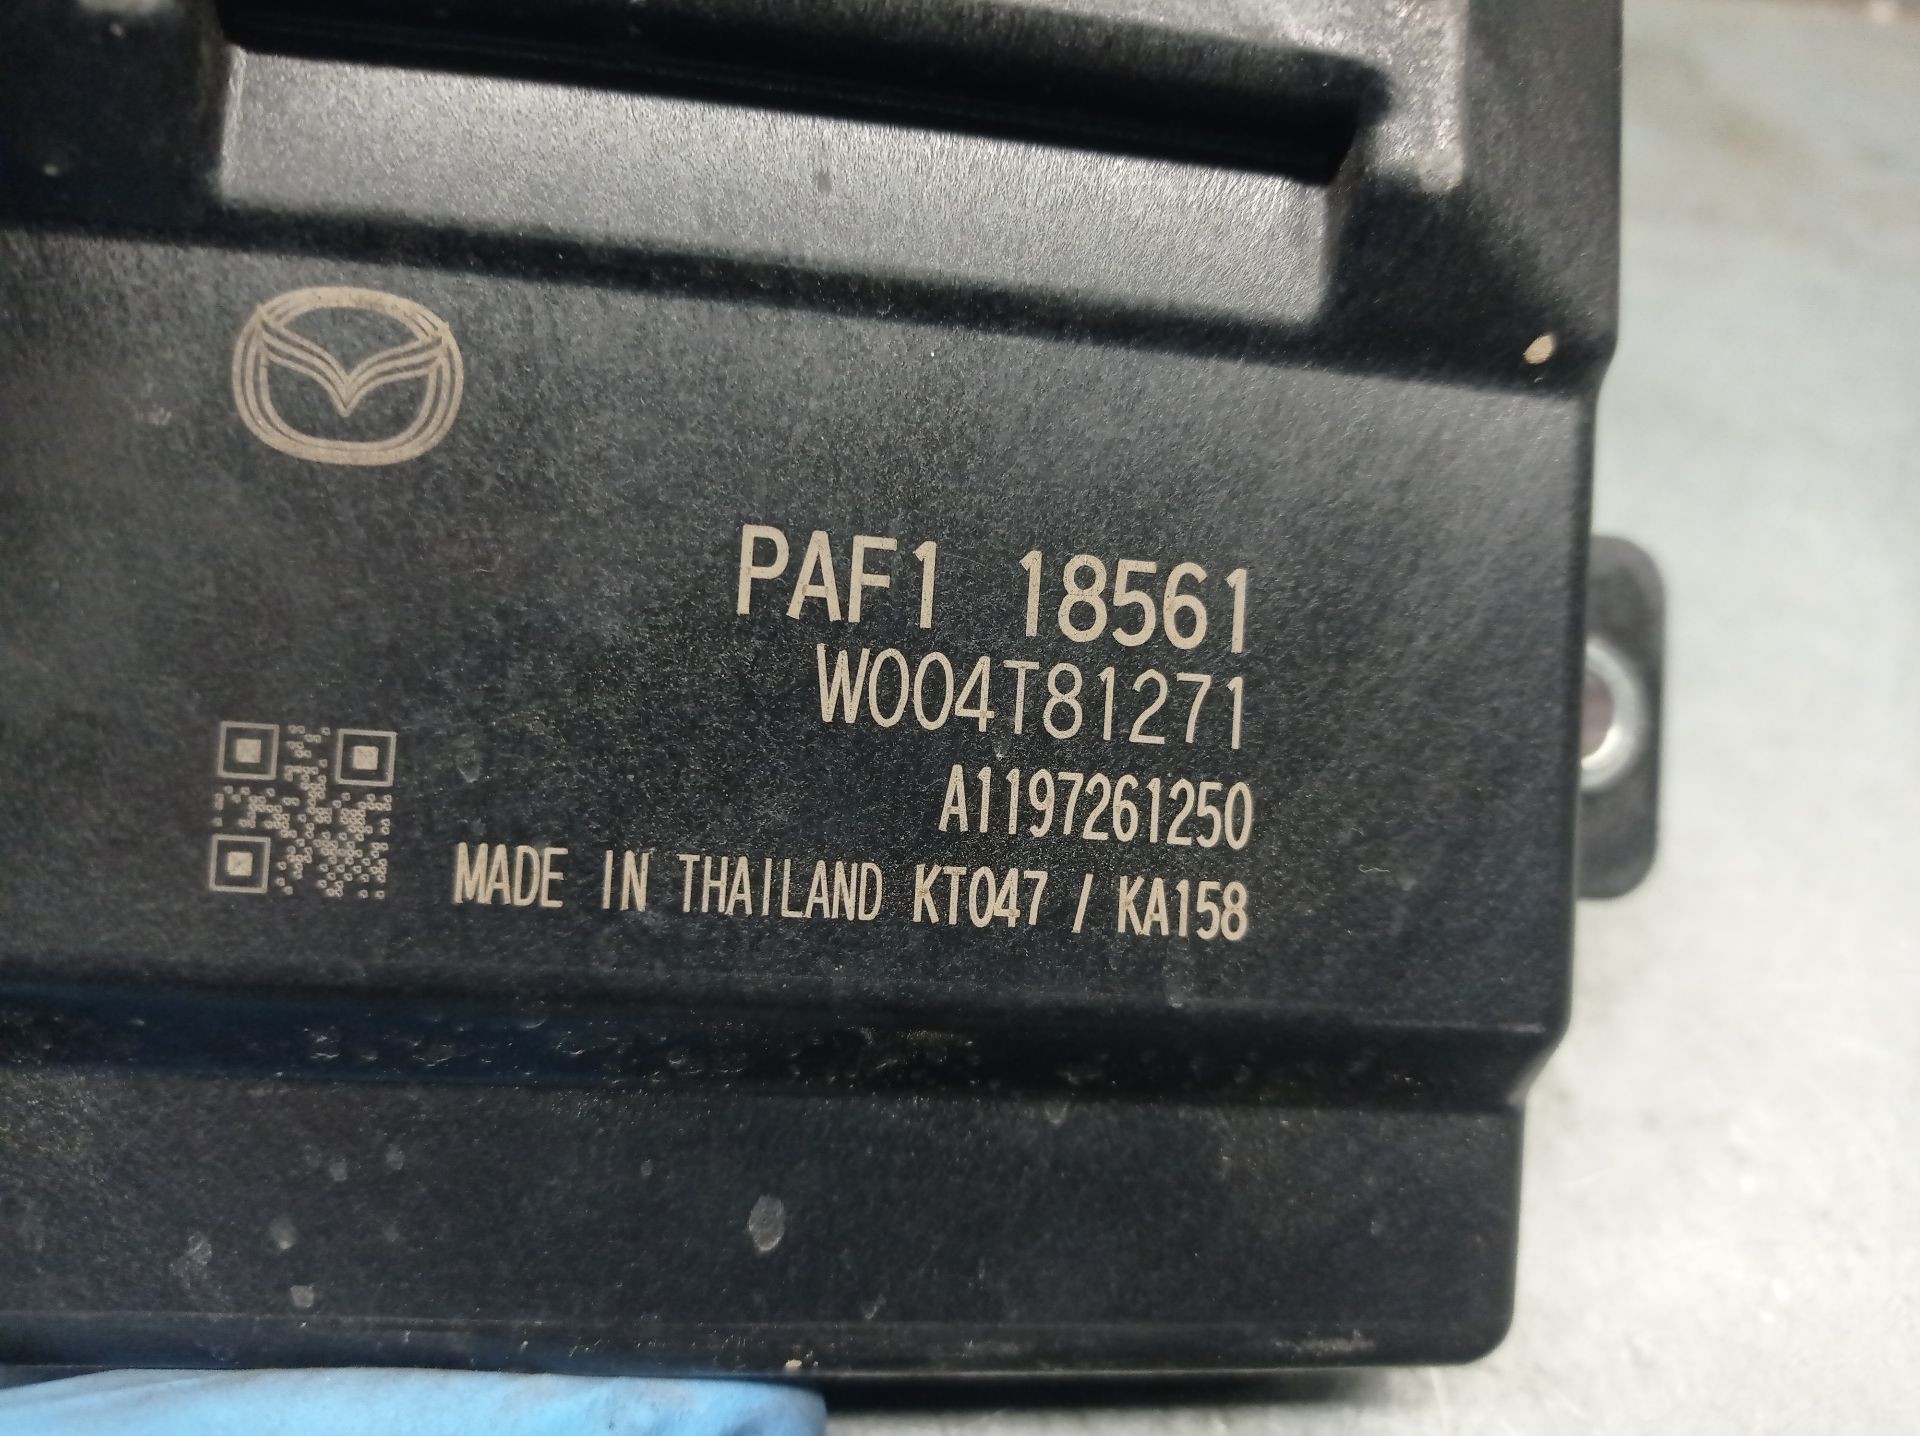 PAF1 18561
W004T81271
A1197261250
MADE IN THAILAND KT047 / KA158